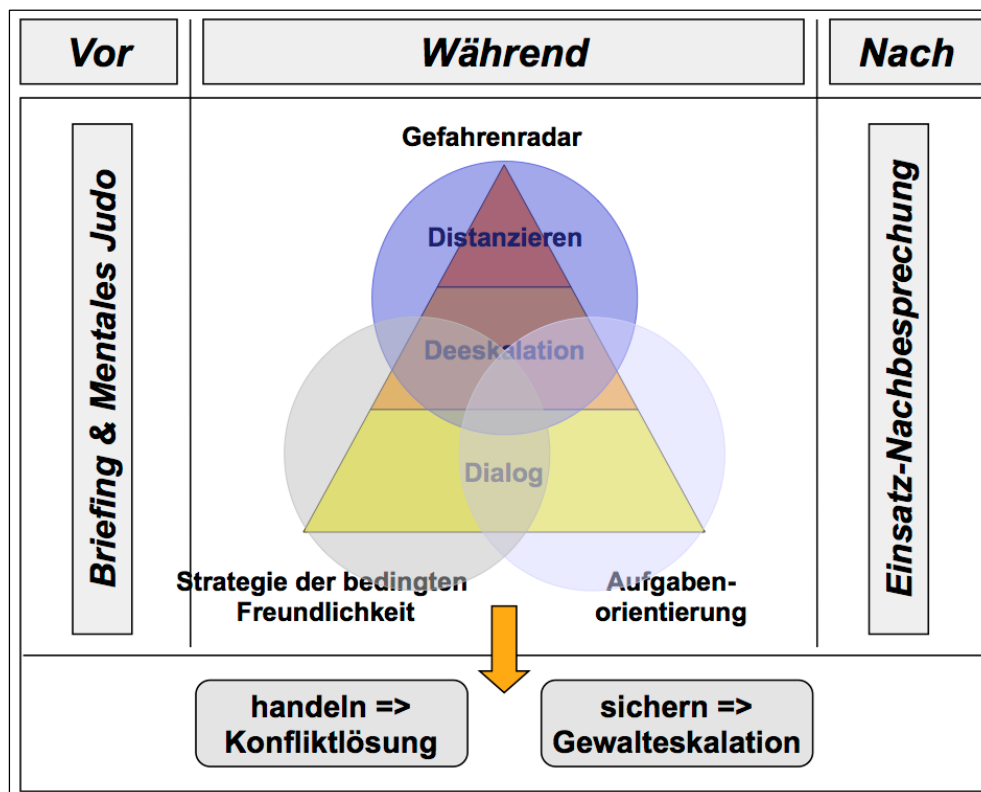 Vor
Während
Nach
Briefing & Mentales Judo
Gefahrenradar
Distanzieren
Deeskalation
Dialog
Strategie der bedingten
Freundlichkeit
Aufgaben-
orientierung
Einsatz-Nachbesprechung
handeln =>
Konfliktlösung
sichern =>
Gewalteskalation